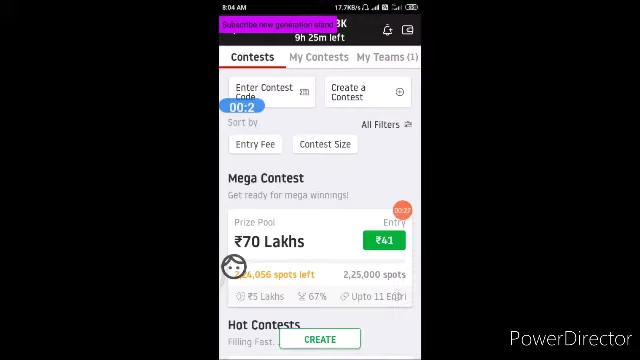 8:04 AM
17.7KB/s
Subscribe new generation stand
9h 25m left
Contests
My Contests
My Teams (1)
Enter Contest
Code
Create a
Contest
00:2
Sort by
All Filters
Entry Fee
Contest Size
Mega Contest
Get ready for mega winnings!
00:27
Prize Pool
Entry
₹70 Lakhs
₹41
24,056 spots left
2,25,000 spots
₹5 Lakhs
67%
Upto 11
Hot Contests
Filling Fast.
CREATE
PowerDirector